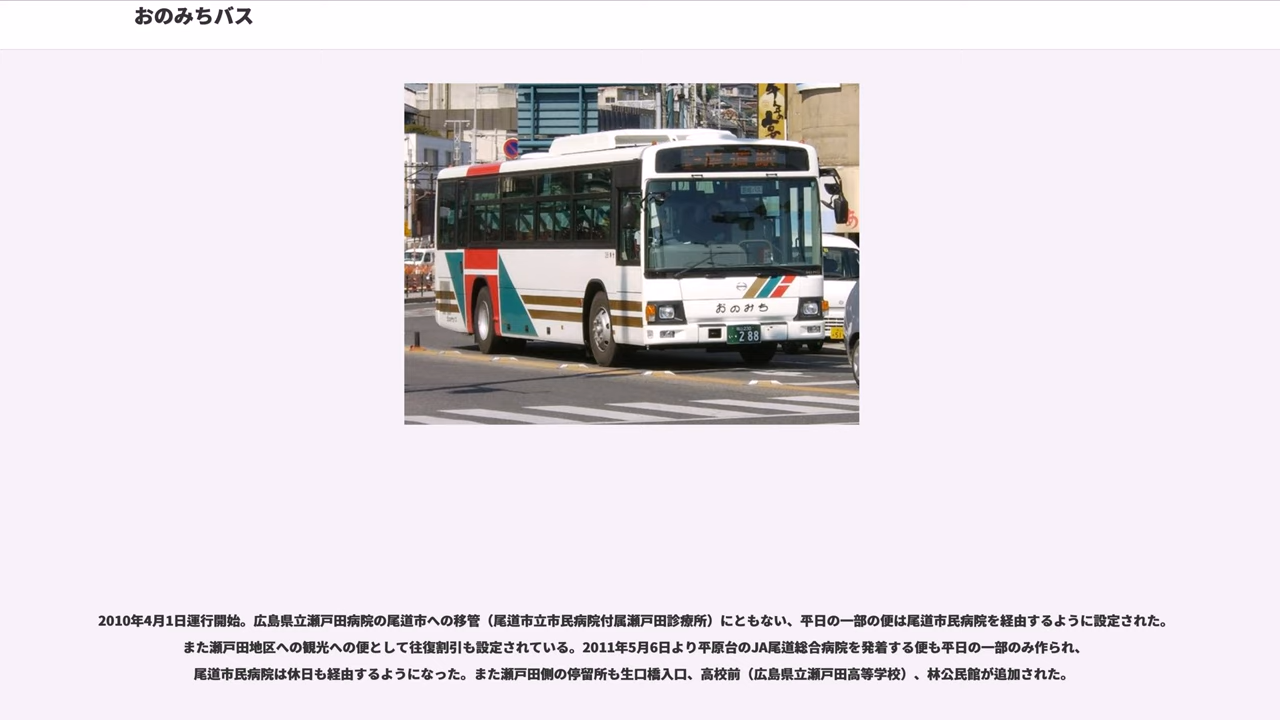 おのみちバス
おのみち
・288
2010年4月1日運行開始。広島県立瀬戸田病院の尾道市への移管（尾道市立市民病院付属瀬戸田診療所）にともない、平日の一部の便は尾道市民病院を経由するように設定された。
また瀬戸田地区への観光への便として往復割引も設定されている。2011年5月6日より平原台のJA尾道総合病院を発着する便も平日の一部のみ作られ、
尾道市民病院は休日も経由するようになった。また瀬戸田側の停留所も生口橋入口、高校前（広島県立瀬戸田高等学校）、林公民館が追加された。